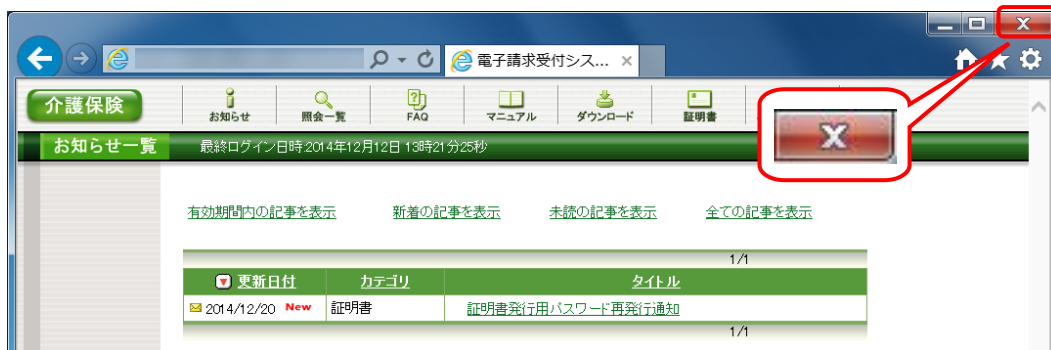 電子請求受付シス...
介護保険
お知らせ
照会一覧
FAQ
マニュアル
ダウンロード
証明書
お知らせ一覧
最終ログイン日時:2014年12月12日 13時21分25秒
有効期間内の記事を表示 新着の記事を表示 未読の記事を表示 全ての記事を表示
1/1
更新日付 カテゴリ タイトル
2014/12/20 New 証明書 証明書発行用パスワード再発行通知
1/1